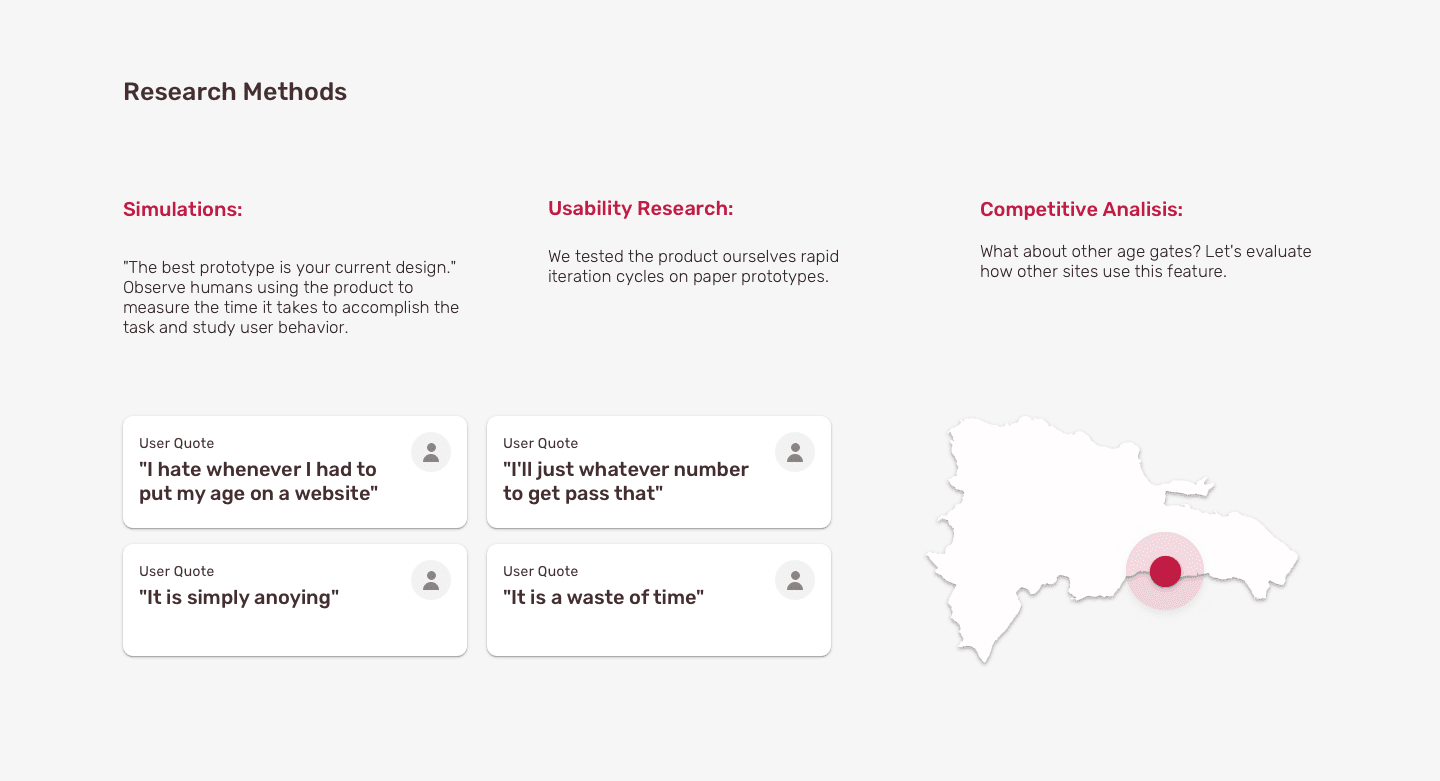 Research Methods
Simulations:
"The best prototype is your current design."
Observe humans using the product to
measure the time it takes to accomplish the
task and study user behavior.
Usability Research:
We tested the product ourselves rapid
iteration cycles on paper prototypes.
Competitive Analisis:
What about other age gates? Let's evaluate
how other sites use this feature.
User Quote
"I hate whenever I had to
put my age on a website"
User Quote
"I'll just whatever number
to get pass that"
User Quote
"It is simply anoying"
User Quote
"It is a waste of time"